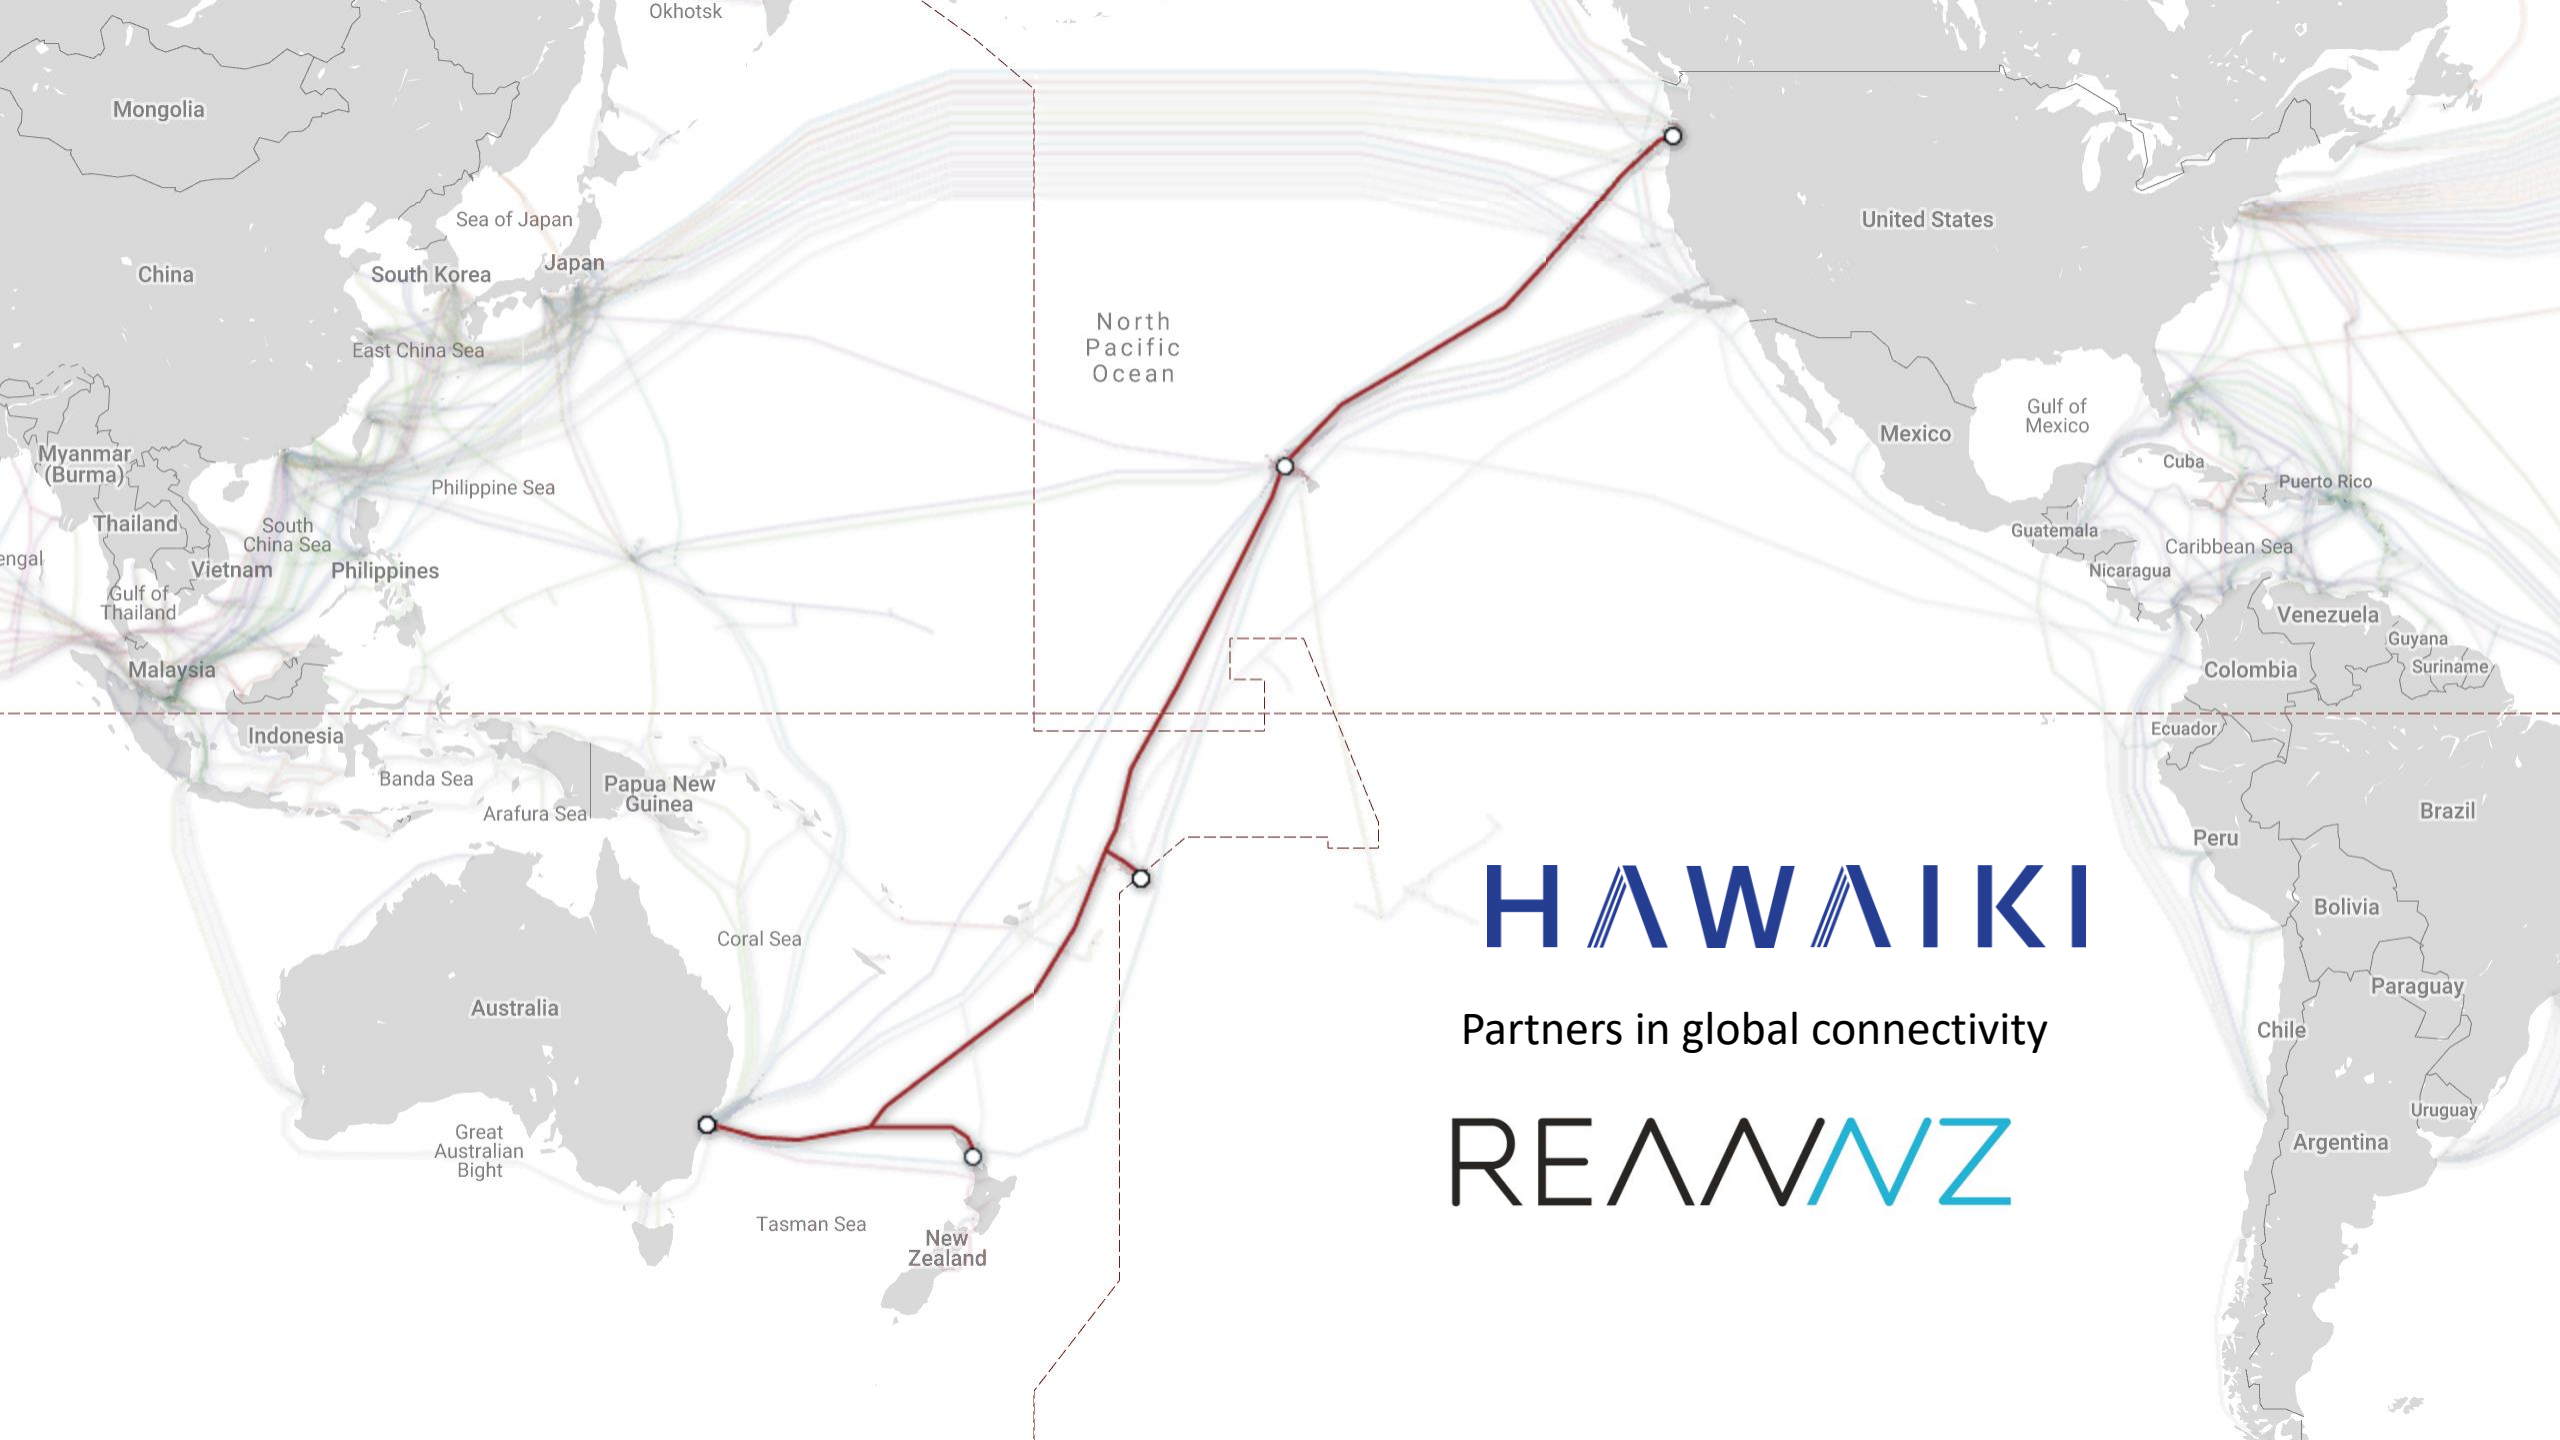 Okhotsk
Mongolia
China
South Korea
Sea of Japan
Japan
East China Sea
Myanmar
(Burma)
Thailand
South
China Sea
Vietnam
Philippines
Philippine Sea
engal
Gulf of
Thailand
Malaysia
Indonesia
Banda Sea
Arafura Sea
Papua New
Guinea
Coral Sea
Australia
Great
Australian
Bight
Tasman Sea
New
Zealand
North
Pacific
Ocean
United States
Mexico
Gulf of
Mexico
Cuba
Puerto Rico
Guatemala
Caribbean Sea
Nicaragua
Venezuela
Guyana
Suriname
Colombia
Ecuador
Peru
Brazil
Bolivia
Paraguay
Chile
Uruguay
Argentina
HAWAIKI
Partners in global connectivity
REANNZ